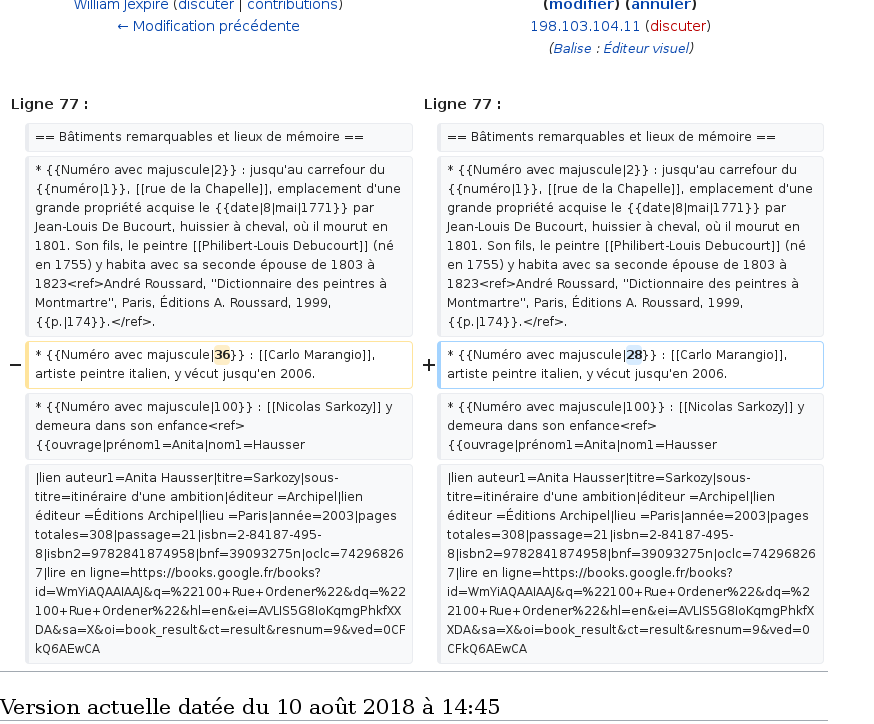 William Jexpire (discuter | contributions)
← Modification précédente
(modifier) (annuler)
198.103.104.11 (discuter)
(Balise : Éditeur visuel)
Ligne 77 :
== Bâtiments remarquables et lieux de mémoire ==
* {{Numéro avec majuscule|2}} : jusqu'au carrefour du
{{numéro|1}}, [[rue de la Chapelle]], emplacement d'une
grande propriété acquise le {{date|8|mai|1771}} par
Jean-Louis De Bucourt, huissier à cheval, où il mourut en
1801. Son fils, le peintre [[Philibert-Louis Debucourt]] (né
en 1755) y habita avec sa seconde épouse de 1803 à
1823<ref>André Roussard, "Dictionnaire des peintres à
Montmartre", Paris, Éditions A. Roussard, 1999,
{{p.|174}}.</ref>.
− * {{Numéro avec majuscule|36}} : [[Carlo Marangio]],
artiste peintre italien, y vécut jusqu'en 2006.
* {{Numéro avec majuscule|100}} : [[Nicolas Sarkozy]] y
demeura dans son enfance<ref>
{{ouvrage|prénom1=Anita|nom1=Hausser
|lien auteur1=Anita Hausser|titre=Sarkozy|sous-
titre=itinéraire d'une ambition|éditeur =Archipel|lien
éditeur =Éditions Archipel|lieu =Paris|année=2003|pages
totales=308|passage=21|isbn=2-84187-495-
8|isbn2=9782841874958|bnf=39093275n|oclc=74296826
7|lire en ligne=https://books.google.fr/books?
id=WmYiAQAAIAAJ&q=%22100+Rue+Ordener%22&dq=%22
100+Rue+Ordener%22&hl=en&ei=AVLIS5G8IoKqmgPhkfXX
DA&sa=X&oi=book_result&ct=result&resnum=9&ved=0CF
kQ6AEwCA
Ligne 77 :
== Bâtiments remarquables et lieux de mémoire ==
* {{Numéro avec majuscule|2}} : jusqu'au carrefour du
{{numéro|1}}, [[rue de la Chapelle]], emplacement d'une
grande propriété acquise le {{date|8|mai|1771}} par
Jean-Louis De Bucourt, huissier à cheval, où il mourut en
1801. Son fils, le peintre [[Philibert-Louis Debucourt]] (né
en 1755) y habita avec sa seconde épouse de 1803 à
1823<ref>André Roussard, "Dictionnaire des peintres à
Montmartre", Paris, Éditions A. Roussard, 1999,
{{p.|174}}.</ref>.
+ * {{Numéro avec majuscule|28}} : [[Carlo Marangio]],
artiste peintre italien, y vécut jusqu'en 2006.
* {{Numéro avec majuscule|100}} : [[Nicolas Sarkozy]] y
demeura dans son enfance<ref>
{{ouvrage|prénom1=Anita|nom1=Hausser
|lien auteur1=Anita Hausser|titre=Sarkozy|sous-
titre=itinéraire d'une ambition|éditeur =Archipel|lien
éditeur =Éditions Archipel|lieu =Paris|année=2003|pages
totales=308|passage=21|isbn=2-84187-495-
8|isbn2=9782841874958|bnf=39093275n|oclc=74296826
7|lire en ligne=https://books.google.fr/books?
id=WmYiAQAAIAAJ&q=%22100+Rue+Ordener%22&dq=%2
2100+Rue+Ordener%22&hl=en&ei=AVLIS5G8IoKqmgPhkfX
XDA&sa=X&oi=book_result&ct=result&resnum=9&ved=0
CFkQ6AEwCA
Version actuelle datée du 10 août 2018 à 14:45